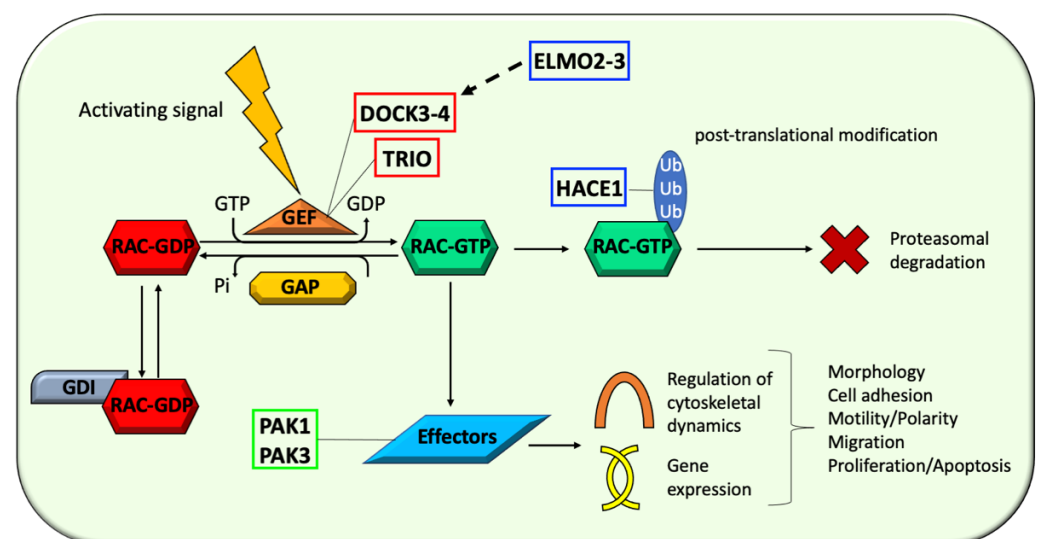 ELMO2-3
Activating signal
DOCK3-4
TRIO
post-translational modification
HACE1
Ub
Ub
Ub
GTP
GEF
GDP
RAC-GDP
RAC-GTP
RAC-GTP
Proteasomal
degradation
Pi
GAP
GDI
RAC-GDP
PAK1
PAK3
Effectors
Regulation of
cytoskeletal
dynamics
Gene
expression
Morphology
Cell adhesion
Motility/Polarity
Migration
Proliferation/Apoptosis